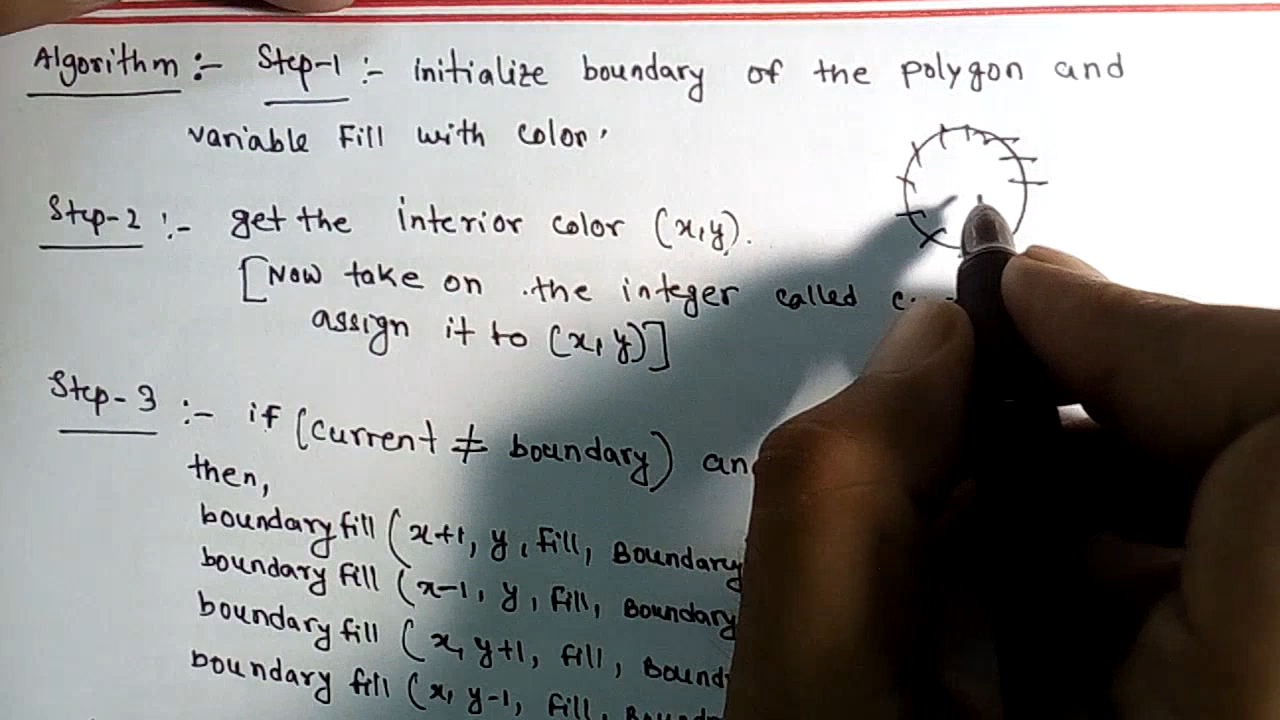 Algorithm :- Step-1 :- initialize boundary of the polygon and
variable Fill with color.
Step-2 :- get the interior color (x,y).
[Now take on the integer called
assign it to (x,y)]
Step-3 :- if (current ≠ boundary)
then,
boundary fill (x+1, y, fill, Boundary
boundary fill (x-1, y, fill, Boundary
boundary fill (x, y+1, fill,
boundary fill (x, y-1, fill,